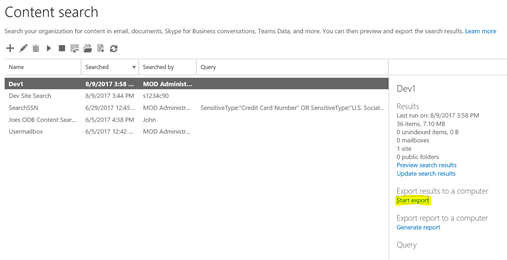 Content search
Search your organization for content in email, documents, Skype for Business conversations, Teams Data, and more. You can then preview and export the search results. Learn more
Name Searched Searched by Query
Dev1 8/9/2017 3:58 ... MOD Administ...
Dev Site Search 8/9/2017 3:44 PM s1234c90
SearchSSN 6/29/2017 12:45... MOD Administr... SensitiveType:"Credit Card Number" OR SensitiveType:"U.S. Social...
Joes ODB Content Sear... 6/5/2017 4:38 PM John
Usermailbox 6/5/2017 12:42 ... MOD Administr...
Dev1
Results
Last run on: 8/9/2017 3:58 PM
36 items, 7.10 MB
0 unindexed items, 0 B
0 mailboxes
1 site
0 public folders
Preview search results
Update search results
Export results to a computer
Start export
Export report to a computer
Generate report
Query